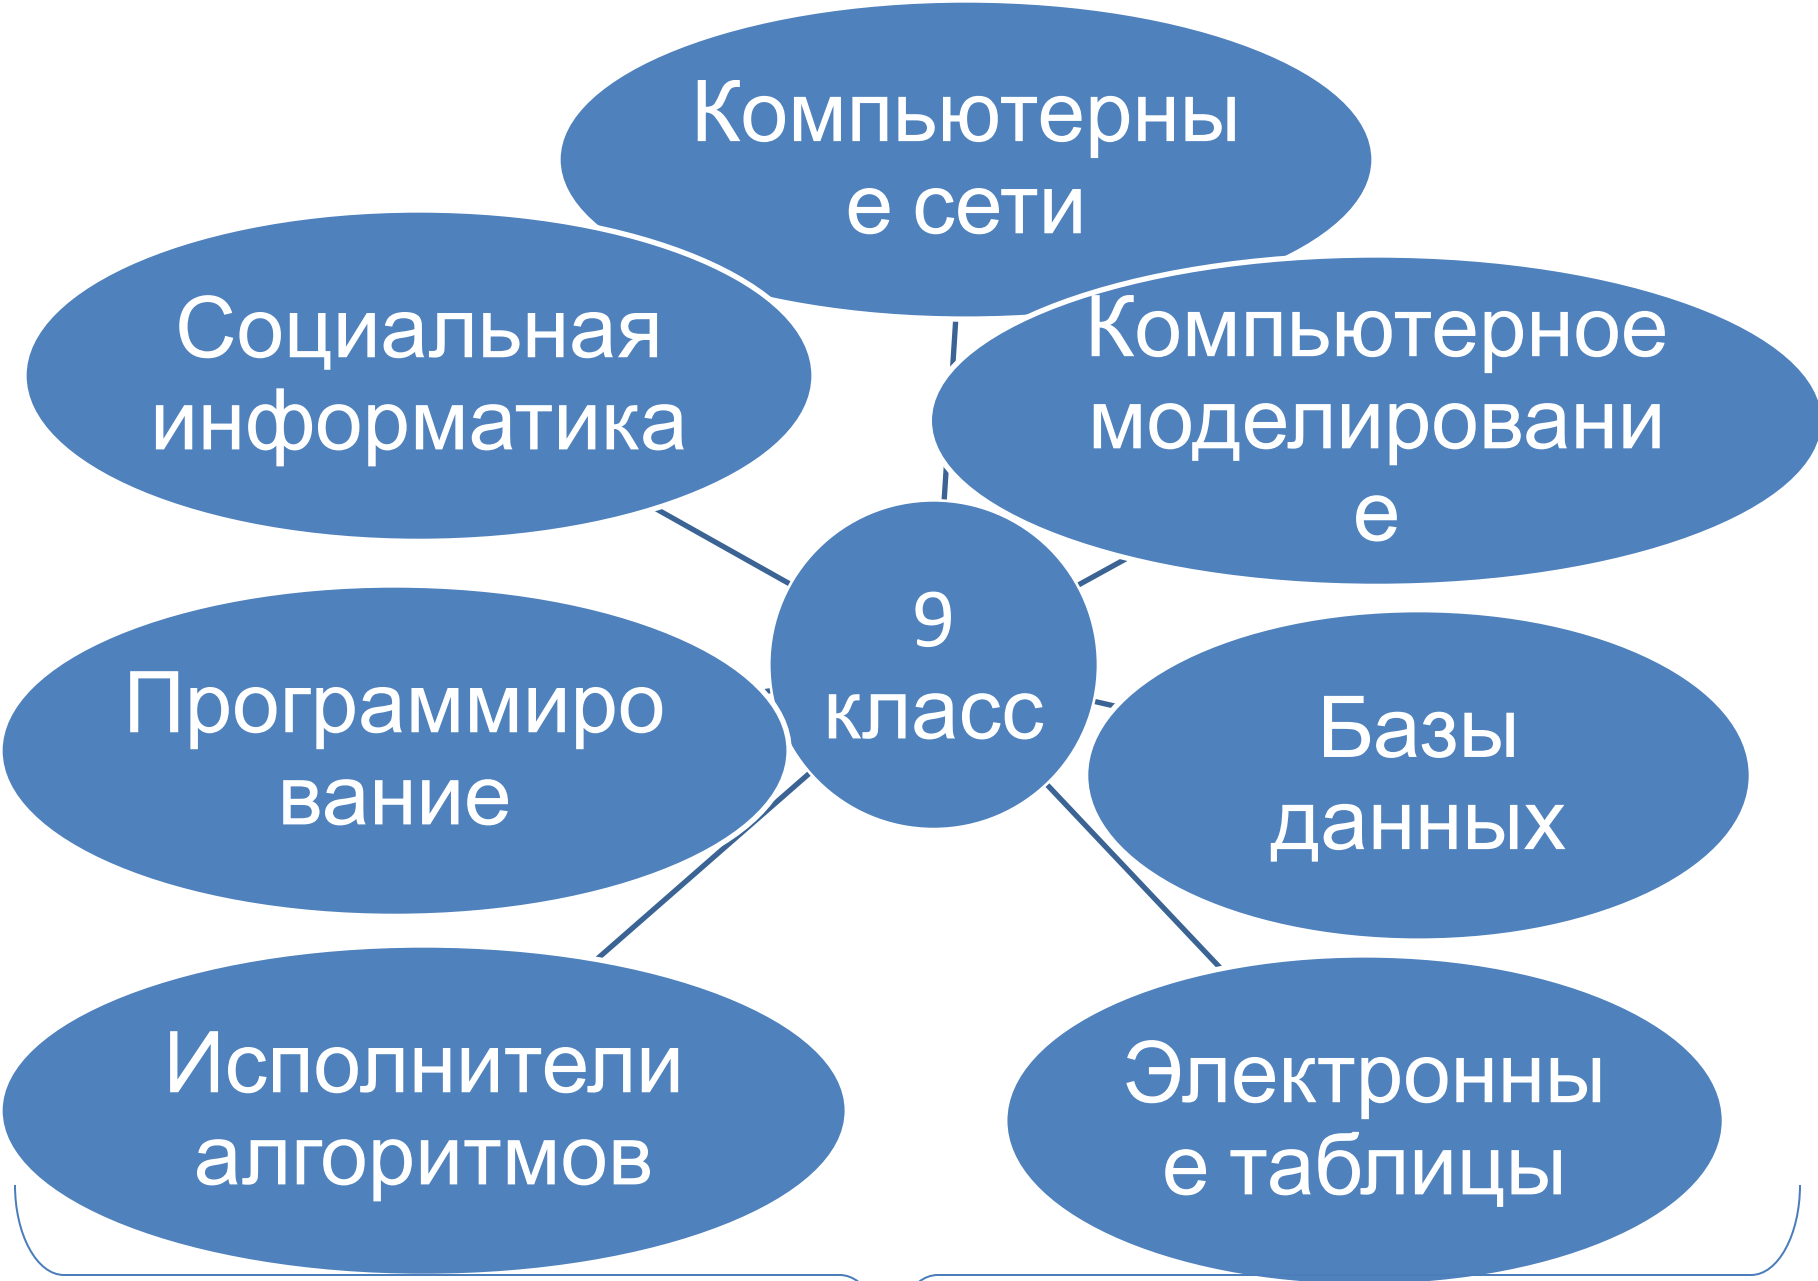 Компьютерны
е сети
Социальная
информатика
Компьютерное
моделировани
е
9
класс
Программиро
вание
Базы
данных
Исполнители
алгоритмов
Электронны
е таблицы